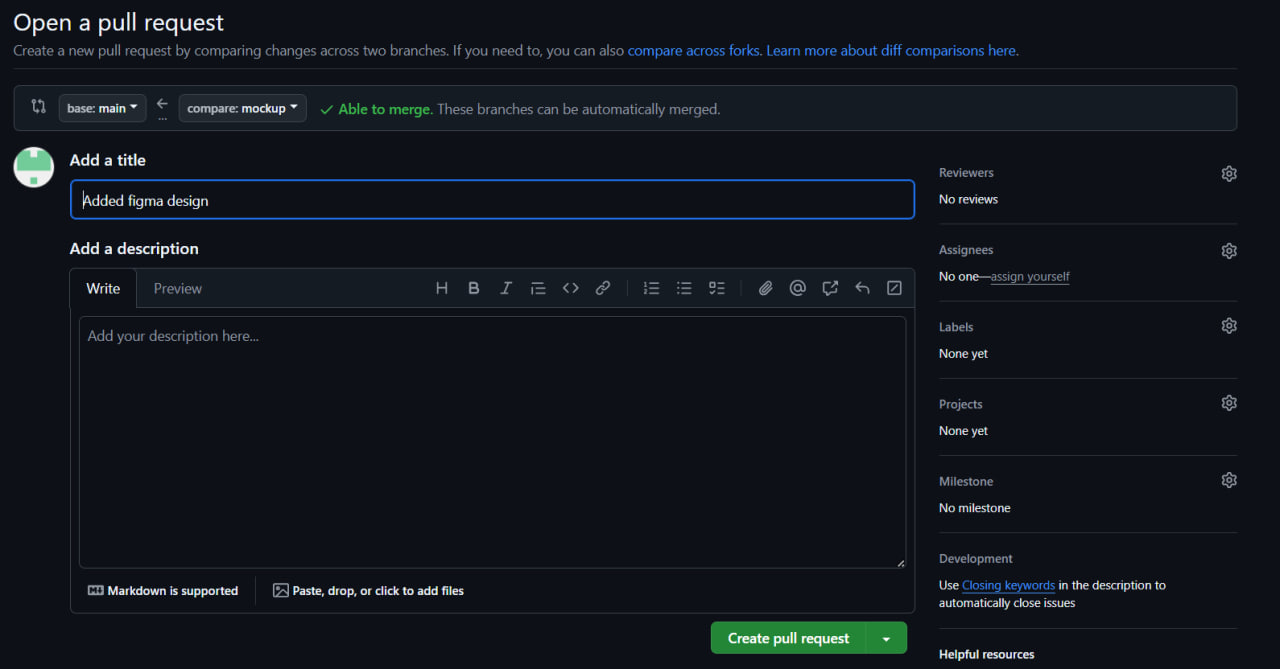 Open a pull request
Create a new pull request by comparing changes across two branches. If you need to, you can also compare across forks. Learn more about diff comparisons here.
base: main
...
compare: mockup
Able to merge. These branches can be automatically merged.
Add a title
Added figma design
Add a description
Write
Preview
Add your description here...
Markdown is supported
Paste, drop, or click to add files
Create pull request
Reviewers
No reviews
Assignees
No one—assign yourself
Labels
None yet
Projects
None yet
Milestone
No milestone
Development
Use Closing keywords in the description to
automatically close issues
Helpful resources